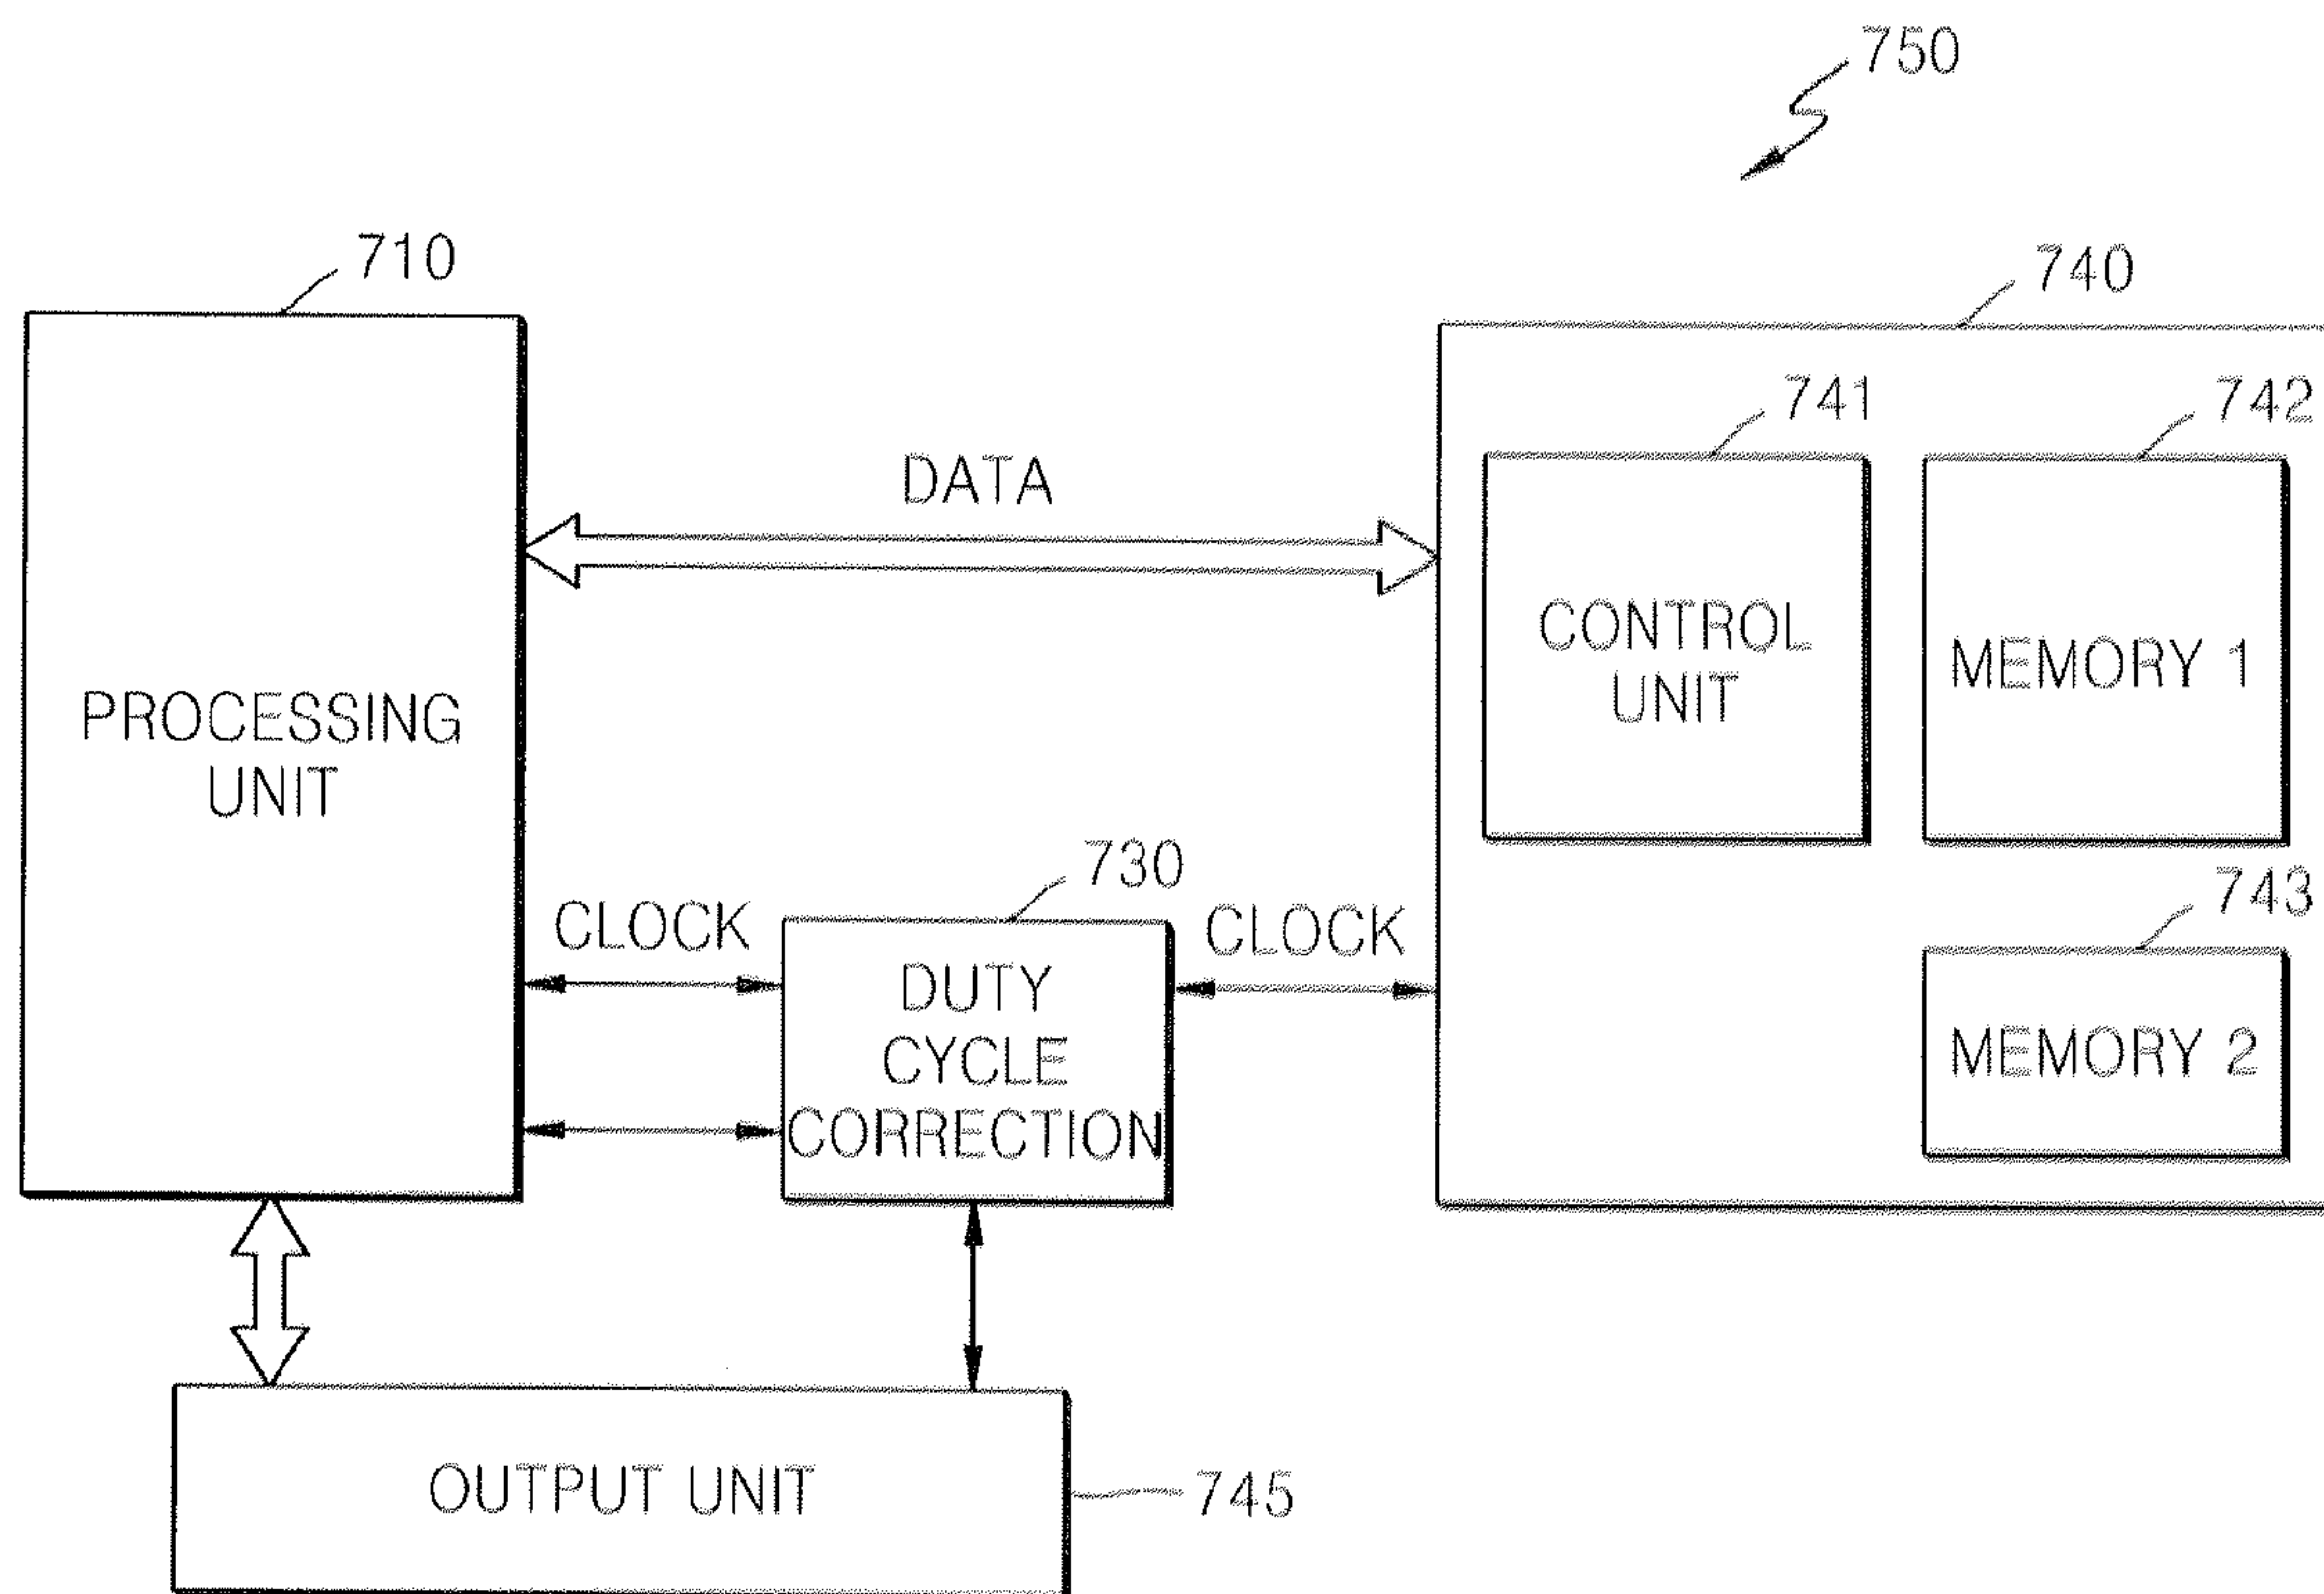 750
710
740
741
742
DATA
CONTROL
UNIT
MEMORY 1
PROCESSING
UNIT
730
743
CLOCK
CLOCK
DUTY
CYCLE
CORRECTION
MEMORY 2
OUTPUT UNIT
745